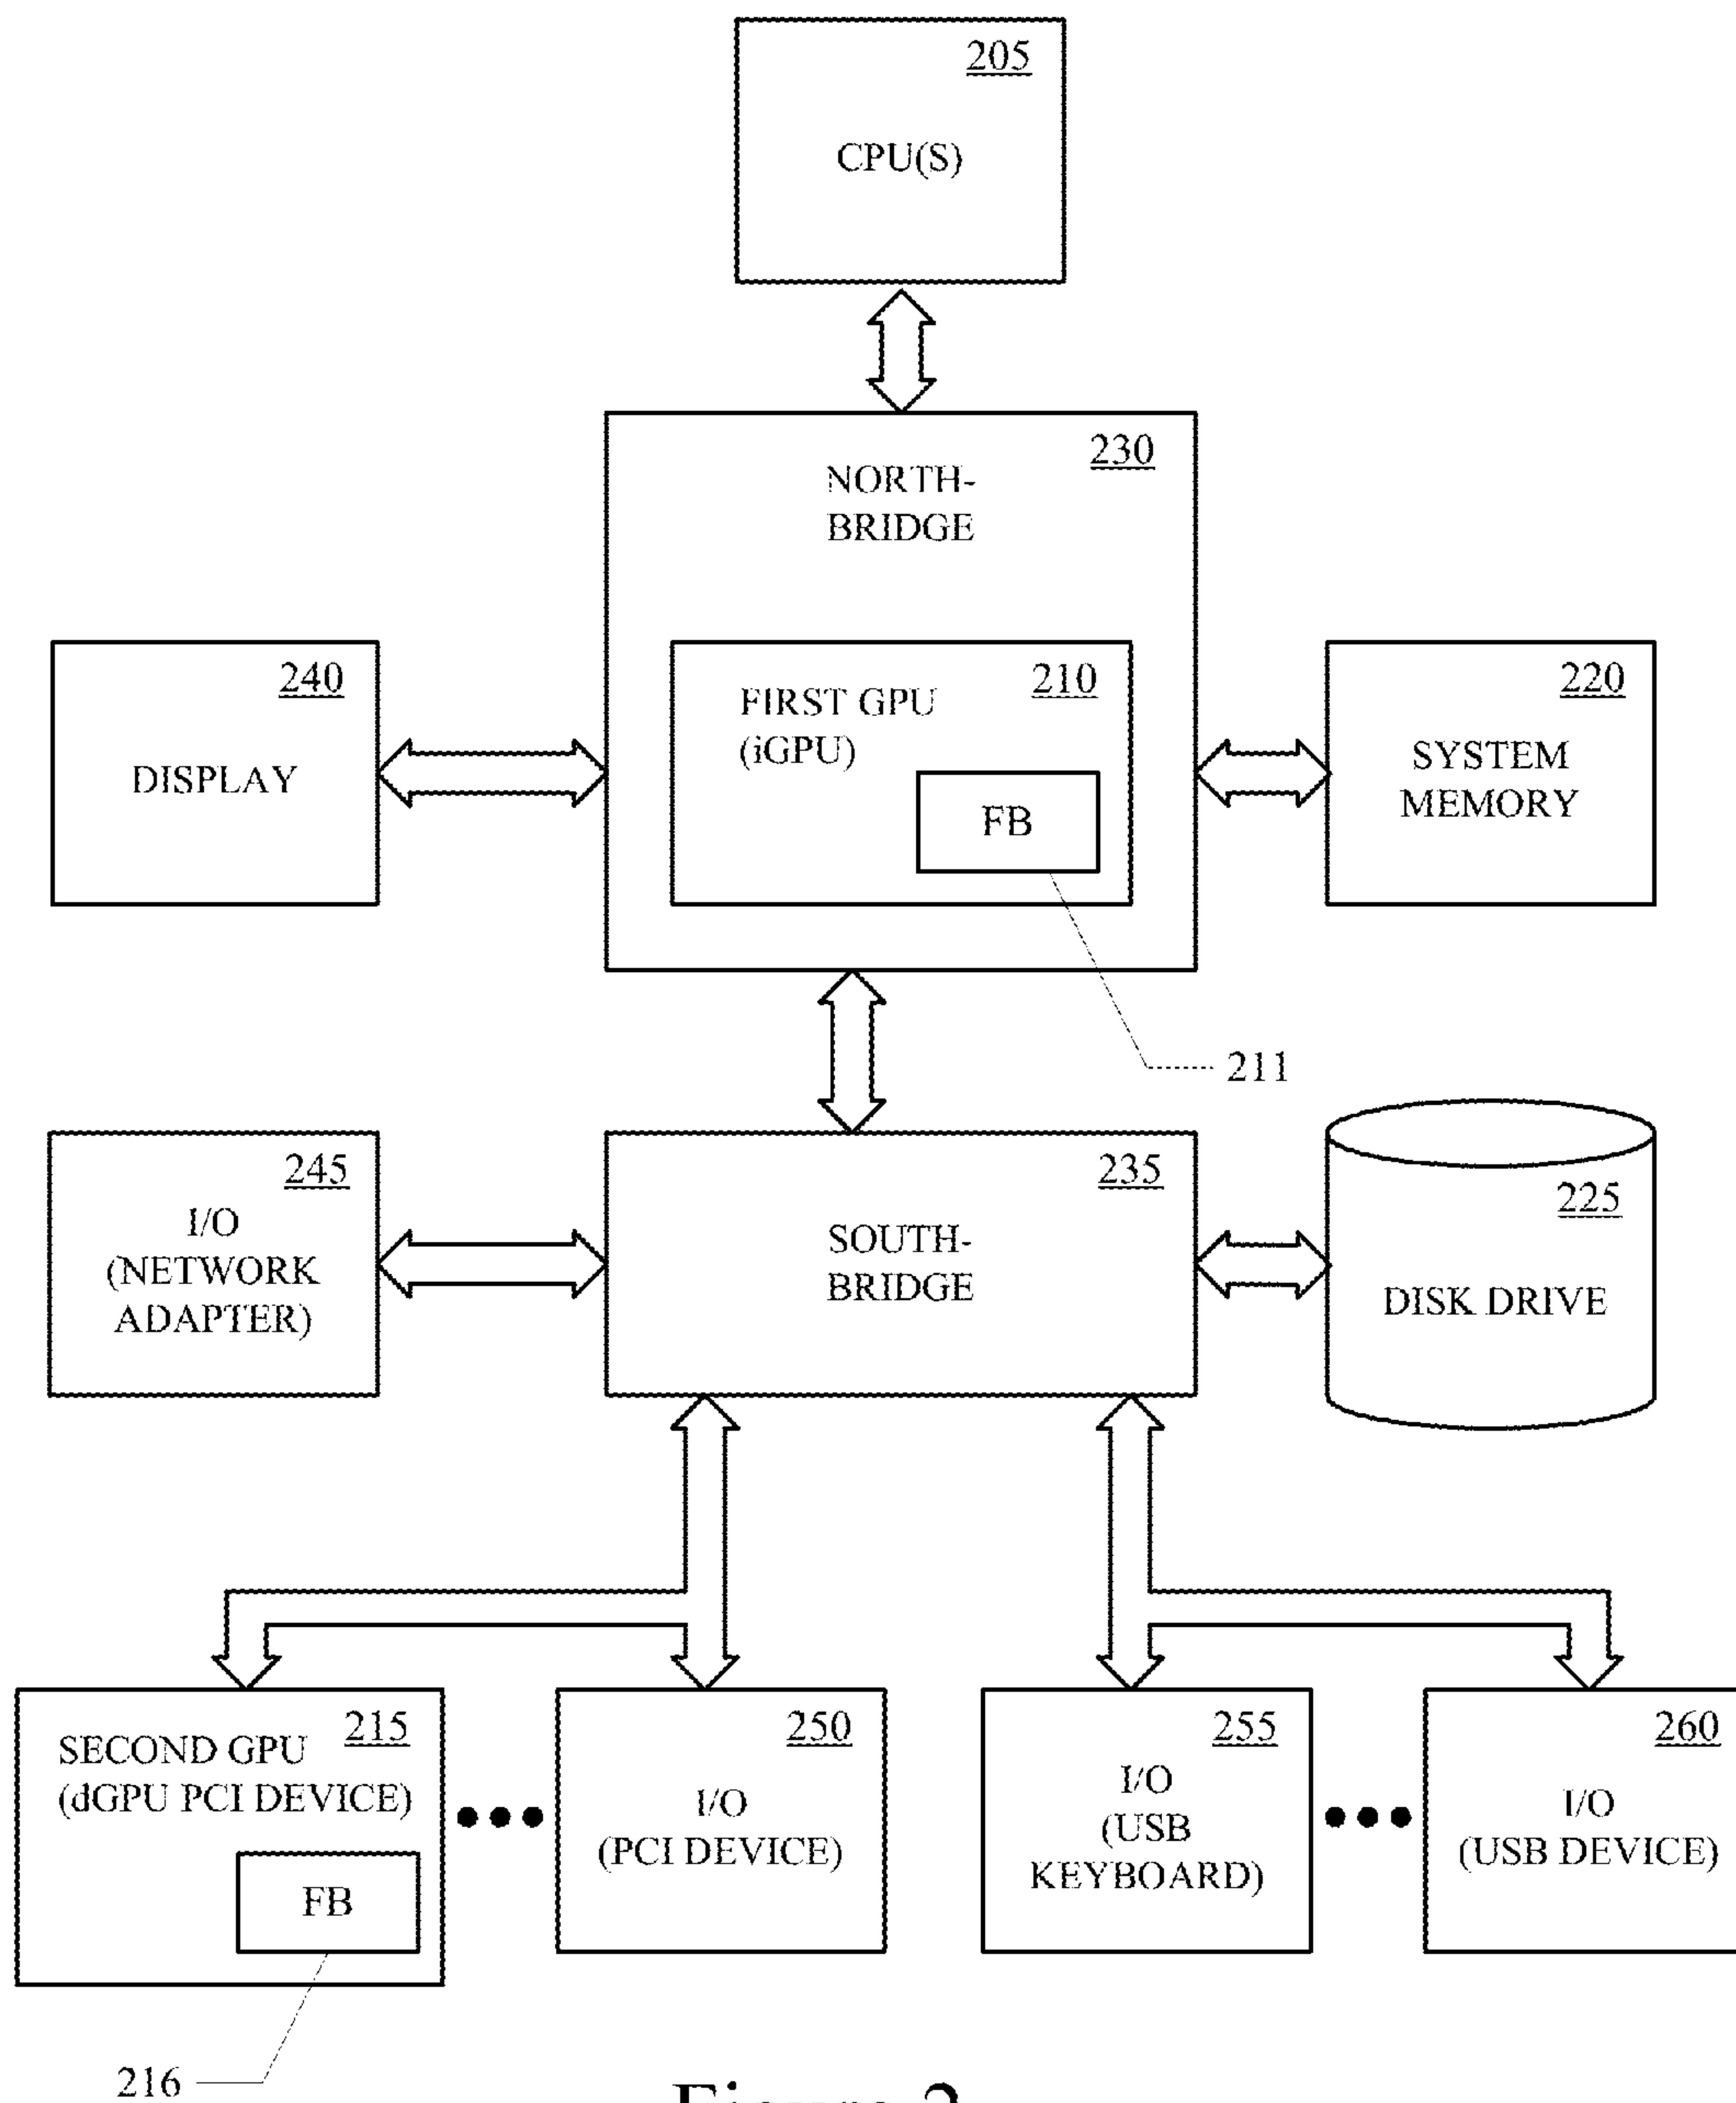 205
CPU(S)
230
NORTH-
BRIDGE
240
DISPLAY
210
FIRST GPU
(iGPU)
FB
220
SYSTEM
MEMORY
211
245
I/O
(NETWORK
ADAPTER)
235
SOUTH-
BRIDGE
225
DISK DRIVE
215
SECOND GPU
(dGPU PCI DEVICE)
FB
250
I/O
(PCI DEVICE)
255
I/O
(USB
KEYBOARD)
260
I/O
(USB DEVICE)
216
Figure 2